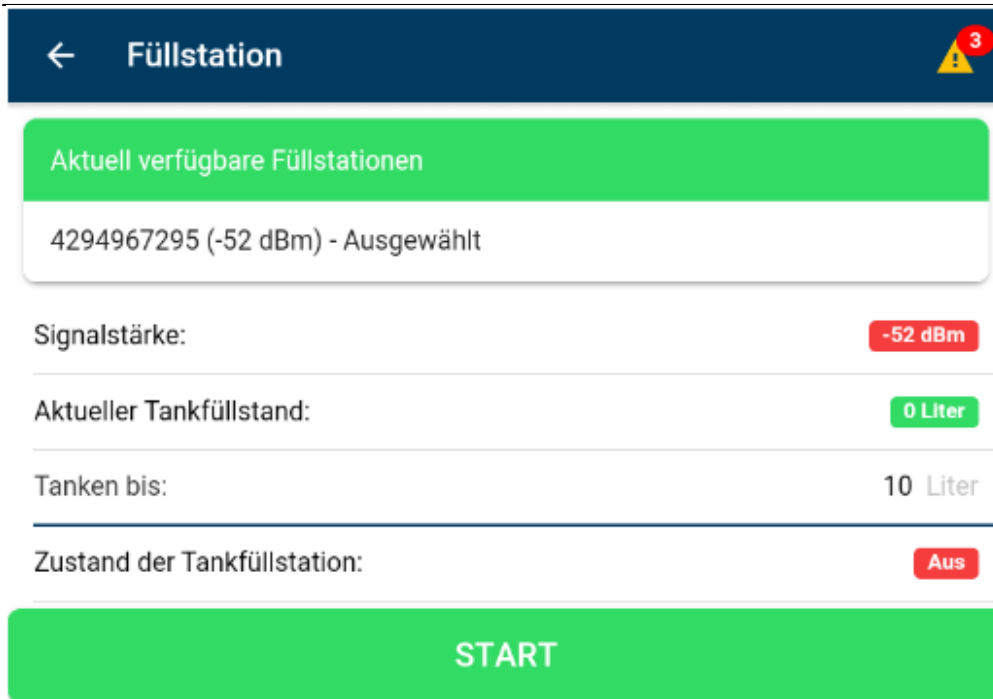 Füllstation
3
Aktuell verfügbare Füllstationen
4294967295 (-52 dBm) - Ausgewählt
Signalstärke: -52 dBm
Aktueller Tankfüllstand: 0 Liter
Tanken bis: 10 Liter
Zustand der Tankfüllstation: Aus
START